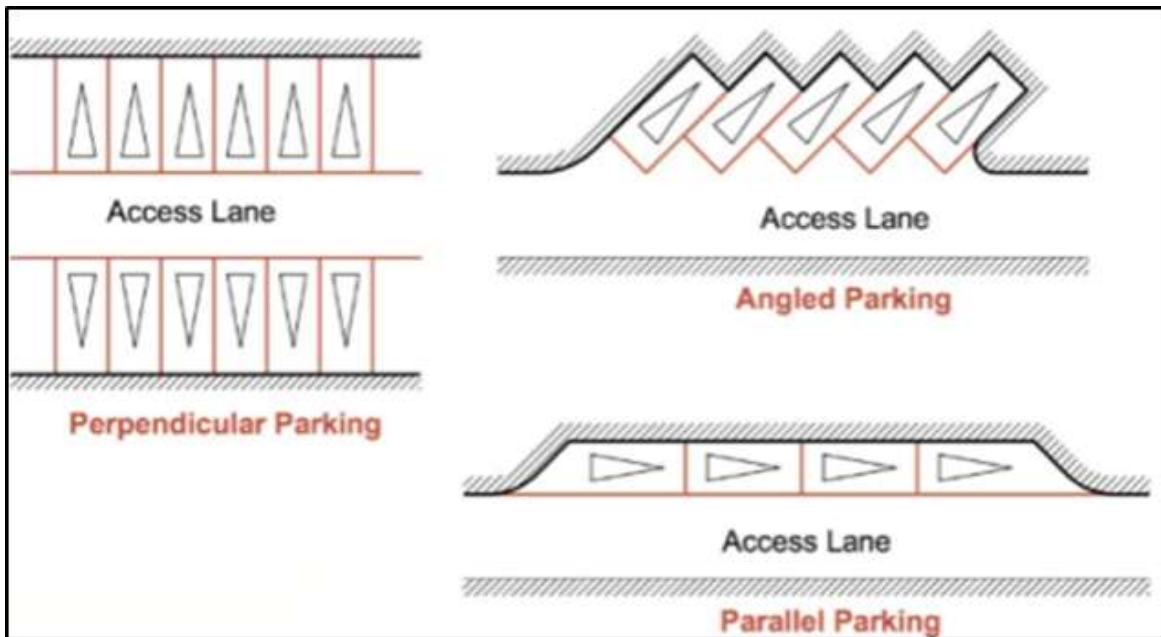 Access Lane
Perpendicular Parking
Access Lane
Angled Parking
Access Lane
Parallel Parking